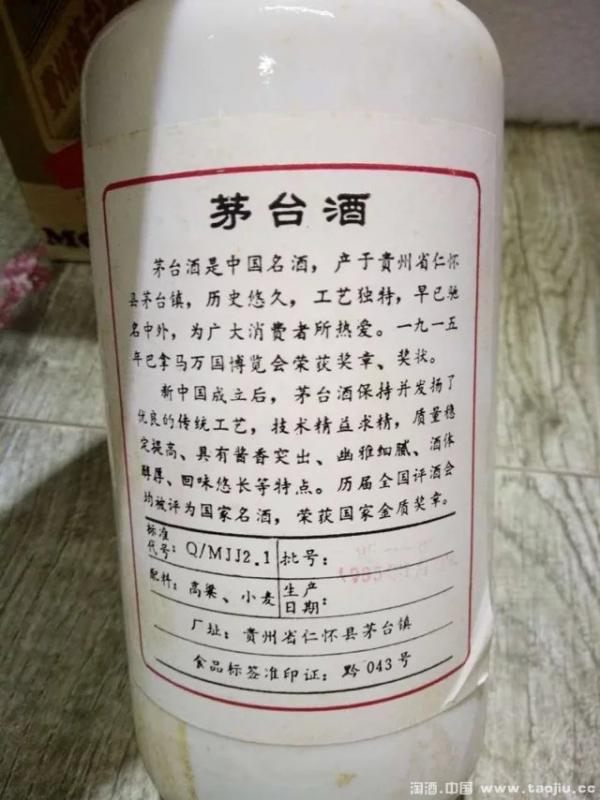 茅台酒
茅台酒是中国名酒，产于贵州省仁怀
县茅台镇，历史悠久，工艺独特，早已驰
名中外，为广大消费者所热爱。一九一五
年巴拿马万国博览会荣获奖章、奖状。
新中国成立后，茅台酒保持并发扬了
优良的传统工艺，技术精益求精，质量稳
定提高、具有酱香突出、幽雅细腻、酒体
醇厚、回味悠长等特点。历届全国评酒会
均被评为国家名酒，荣获国家金质奖章。
标准代号：Q/MJJ2.1 批号：
配料：高粱、小麦 生产日期：
厂址：贵州省仁怀县茅台镇
食品标签准印证：黔043号
淘酒.中国 www.taojiu.cc